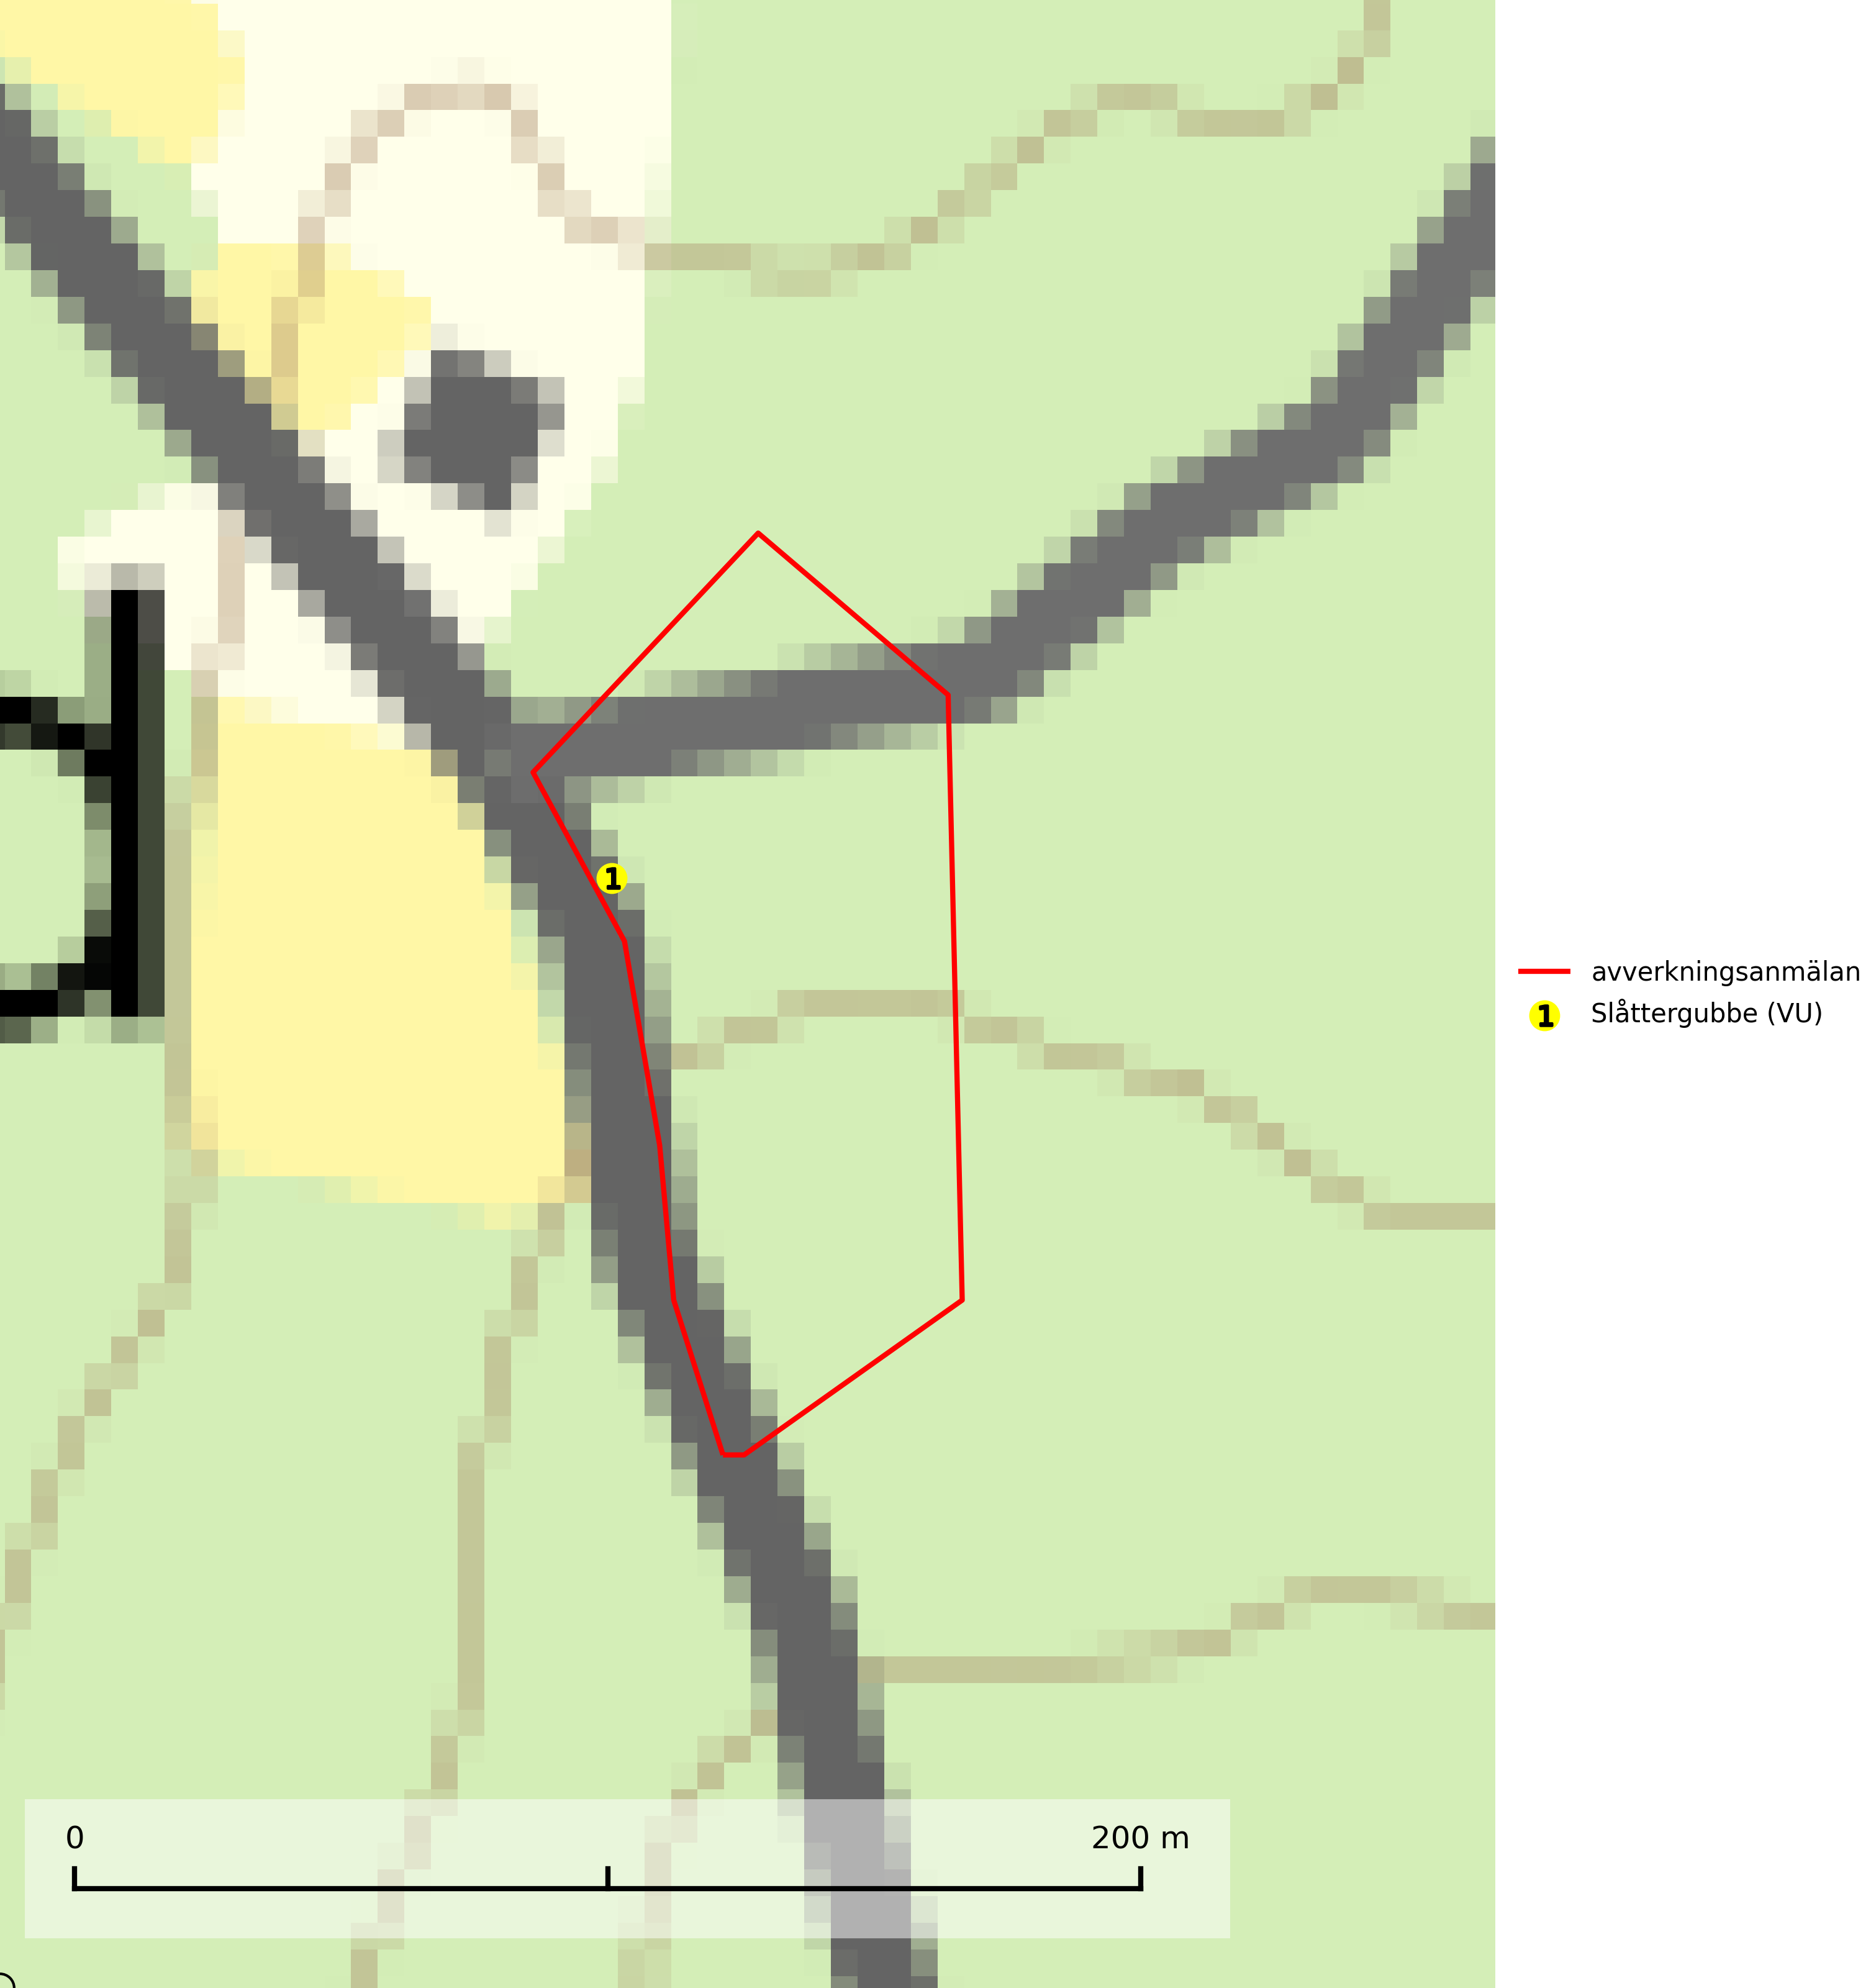 1
avverkningsanmälan
1 Slåttergubbe (VU)
0 200 m